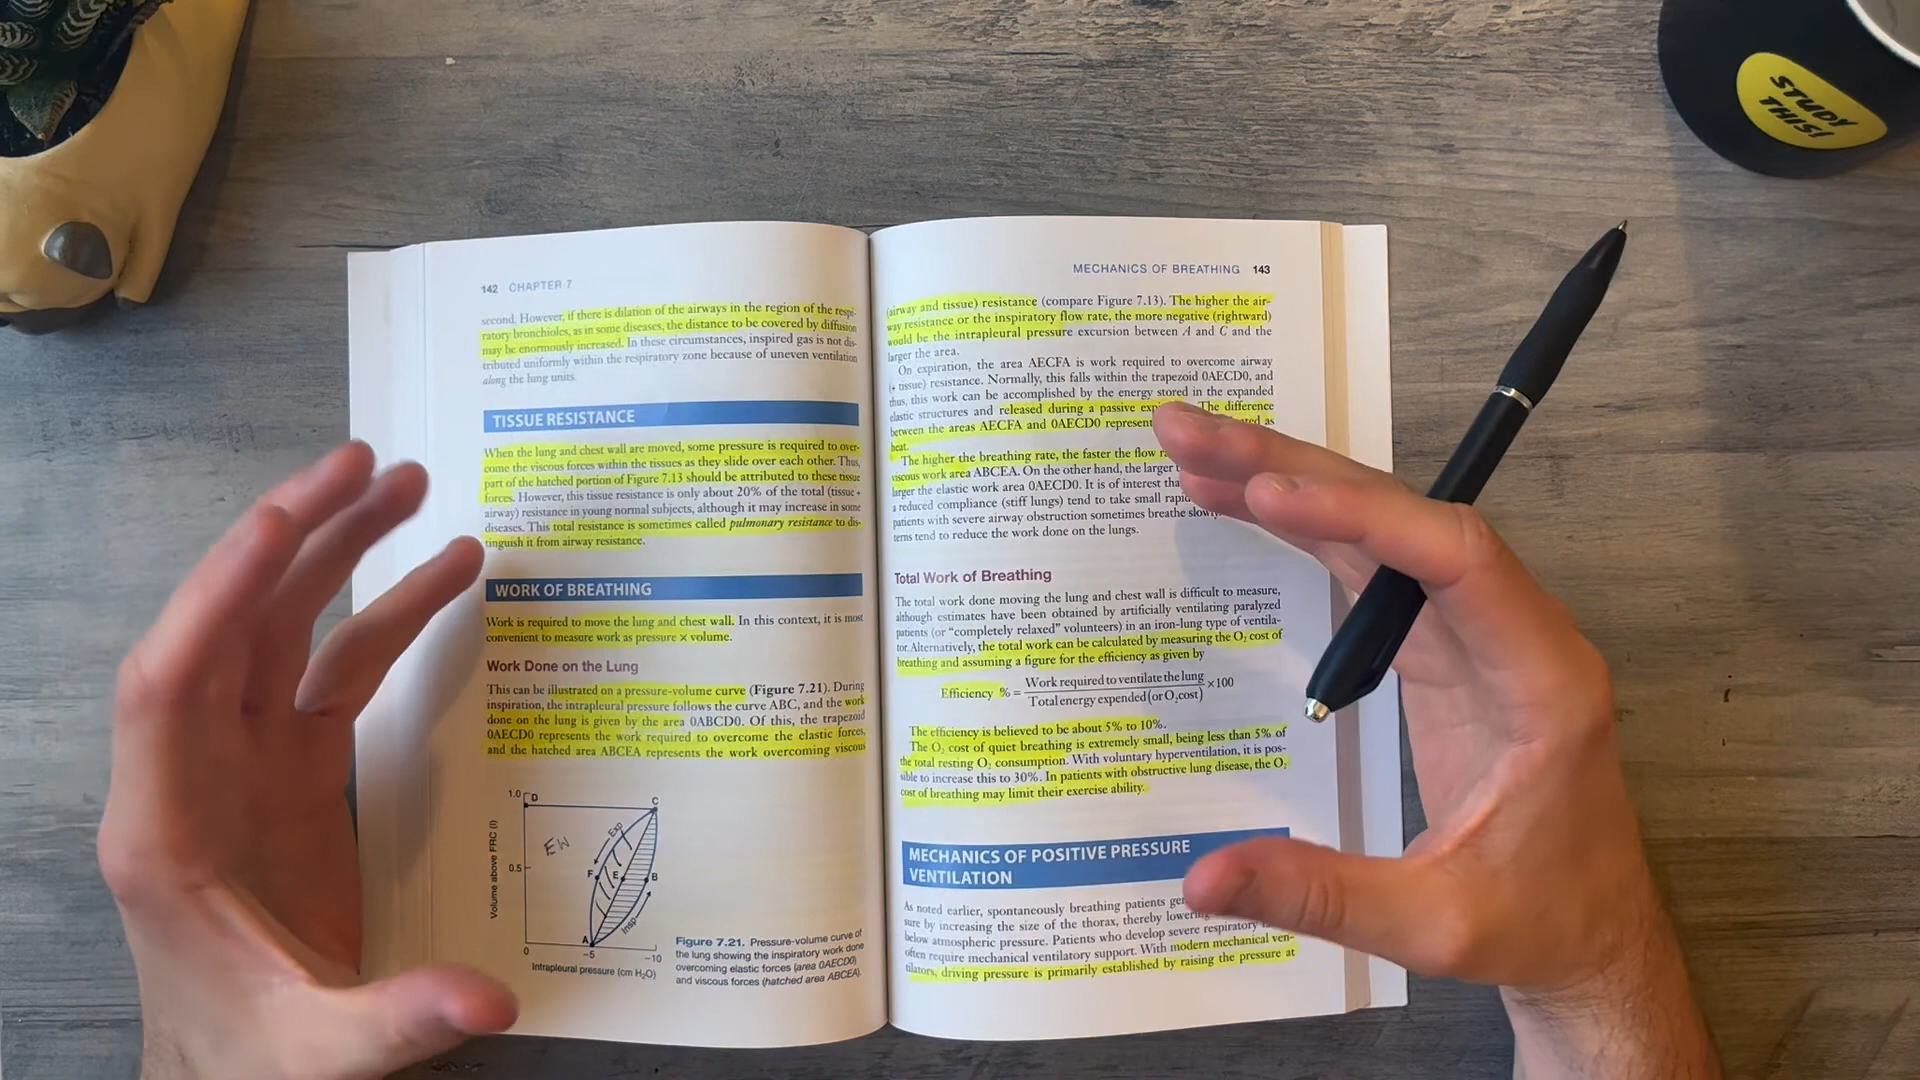 STUDY
THIS!
142 CHAPTER 7
second. However, if there is dilation of the airways in the region of the respi-
ratory bronchioles, as in some diseases, the distance to be covered by diffusion
may be enormously increased. In these circumstances, inspired gas is not dis-
tributed uniformly within the respiratory zone because of uneven ventilation
along the lung units.
TISSUE RESISTANCE
When the lung and chest wall are moved, some pressure is required to over-
come the viscous forces within the tissues as they slide over each other. Thus,
part of the hatched portion of Figure 7.13 should be attributed to these tissue
forces. However, this tissue resistance is only about 20% of the total (tissue +
airway) resistance in young normal subjects, although it may increase in some
diseases. This total resistance is sometimes called pulmonary resistance to dis-
tinguish it from airway resistance.
WORK OF BREATHING
Work is required to move the lung and chest wall. In this context, it is most
convenient to measure work as pressure × volume.
Work Done on the Lung
This can be illustrated on a pressure-volume curve (Figure 7.21). During
inspiration, the intrapleural pressure follows the curve ABC, and the work
done on the lung is given by the area 0ABCD0. Of this, the trapezoid
0AECD0 represents the work required to overcome the elastic forces,
and the hatched area ABCEA represents the work overcoming viscous
1.0 D C
Volume above FRC (l)
EW
Exp
0.5
F E B
Insp
A
0 -5 -10
Intrapleural pressure (cm H₂O)
Figure 7.21. Pressure-volume curve of
the lung showing the inspiratory work done
overcoming elastic forces (area 0AECD0)
and viscous forces (hatched area ABCEA).
MECHANICS OF BREATHING 143
(airway and tissue) resistance (compare Figure 7.13). The higher the air-
way resistance or the inspiratory flow rate, the more negative (rightward)
would be the intrapleural pressure excursion between A and C and the
larger the area.
On expiration, the area AECFA is work required to overcome airway
(+ tissue) resistance. Normally, this falls within the trapezoid 0AECD0, and
thus, this work can be accomplished by the energy stored in the expanded
elastic structures and released during a passive The difference
between the areas AECFA and 0AECD0 represent as
heat.
The higher the breathing rate, the faster the flow
viscous work area ABCEA. On the other hand, the larger
larger the elastic work area 0AECD0. It is of interest
a reduced compliance (stiff lungs) tend to take small rapid
patients with severe airway obstruction sometimes breathe slowly.
terns tend to reduce the work done on the lungs.
Total Work of Breathing
The total work done moving the lung and chest wall is difficult to measure,
although estimates have been obtained by artificially ventilating paralyzed
patients (or "completely relaxed" volunteers) in an iron-lung type of ventila-
tor. Alternatively, the total work can be calculated by measuring the O₂ cost of
breathing and assuming a figure for the efficiency as given by
Efficiency % = Work required to ventilate the lung / Total energy expended (or O₂ cost) ×100
The efficiency is believed to be about 5% to 10%.
The O₂ cost of quiet breathing is extremely small, being less than 5% of
the total resting O₂ consumption. With voluntary hyperventilation, it is pos-
sible to increase this to 30%. In patients with obstructive lung disease, the O₂
cost of breathing may limit their exercise ability.
MECHANICS OF POSITIVE PRESSURE
VENTILATION
As noted earlier, spontaneously breathing patients
sure by increasing the size of the thorax, thereby
below atmospheric pressure. Patients who develop severe respiratory
often require mechanical ventilatory support. With modern mechanical ven-
tilators, driving pressure is primarily established by raising the pressure at